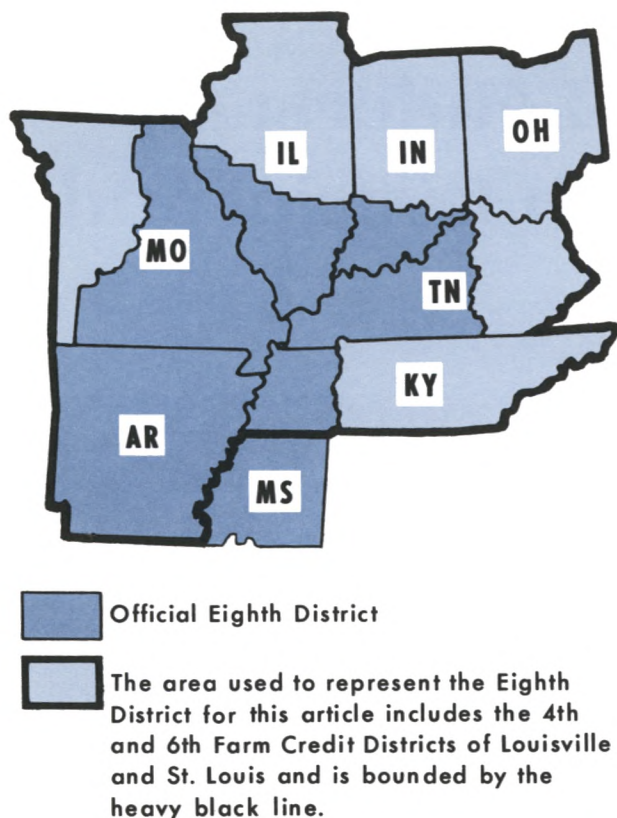 IL
IN
OH
MO
TN
KY
AR
MS
Official Eighth District
The area used to represent the Eighth
District for this article includes the 4th
and 6th Farm Credit Districts of Louisville
and St. Louis and is bounded by the
heavy black line.